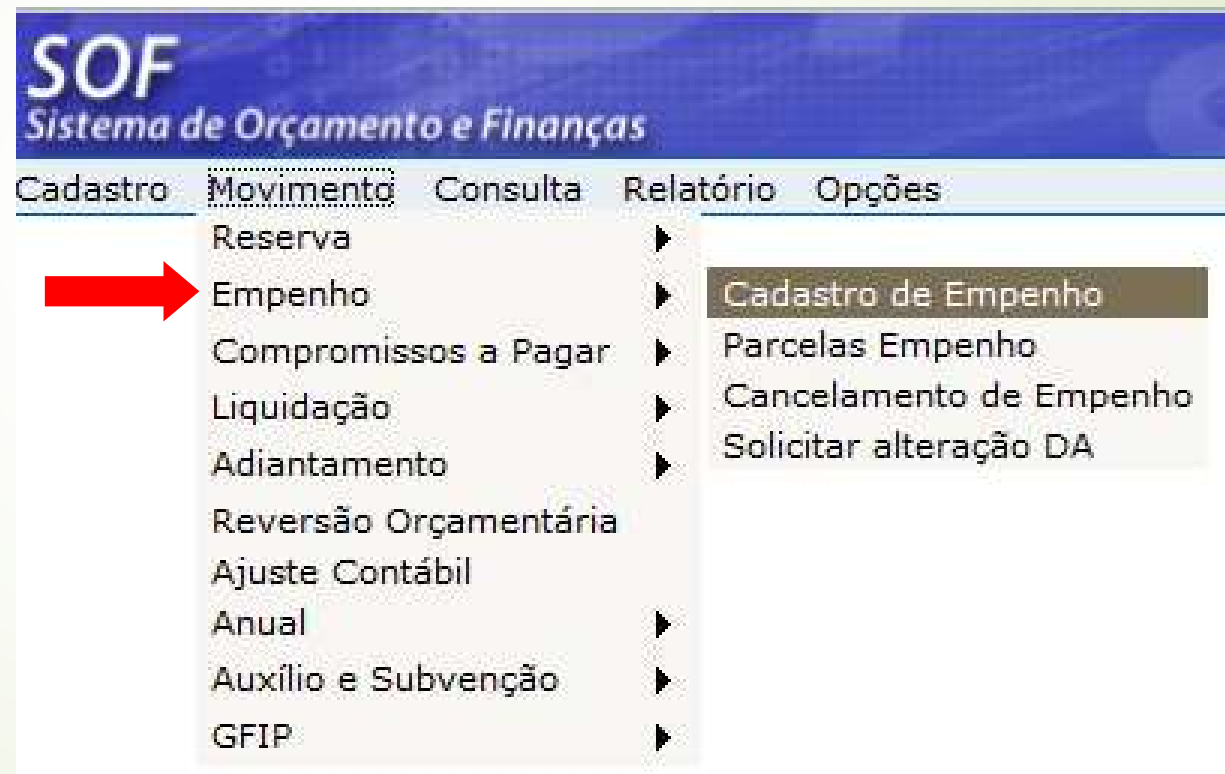 SOF
Sistema de Orçamento e Finanças
Cadastro Movimento Consulta Relatório Opções
Reserva
Empenho
Compromissos a Pagar
Liquidação
Adiantamento
Reversão Orçamentária
Ajuste Contábil
Anual
Auxílio e Subvenção
GFIP
Cadastro de Empenho
Parcelas Empenho
Cancelamento de Empenho
Solicitar alteração DA